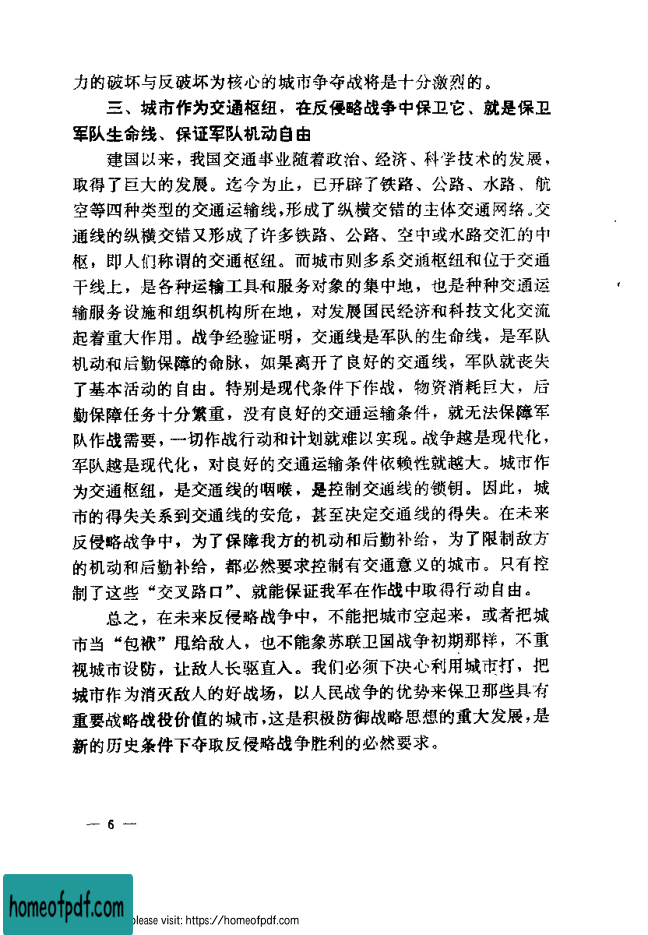 力的破坏与反破坏为核心的城市争夺战将是十分激烈的。
三、城市作为交通枢纽，在反侵略战争中保卫它、就是保卫
军队生命线、保证军队机动自由
建国以来，我国交通事业随着政治、经济、科学技术的发展，
取得了巨大的发展。迄今为止，已开辟了铁路、公路、水路、航
空等四种类型的交通运输线，形成了纵横交错的主体交通网络。交
通线的纵横交错又形成了许多铁路、公路、空中或水路交汇的中
枢，即人们称谓的交通枢纽。而城市则多系交通枢纽和位于交通
干线上，是各种运输工具和服务对象的集中地，也是种种交通运
输服务设施和组织机构所在地，对发展国民经济和科技文化交流
起着重大作用。战争经验证明，交通线是军队的生命线，是军队
机动和后勤保障的命脉，如果离开了良好的交通线，军队就丧失
了基本活动的自由。特别是现代条件下作战，物资消耗巨大，后
勤保障任务十分繁重，没有良好的交通运输条件，就无法保障军
队作战需要，一切作战行动和计划就难以实现。战争越是现代化，
军队越是现代化，对良好的交通运输条件依赖性就越大。城市作
为交通枢纽，是交通线的咽喉，是控制交通线的锁钥。因此，城
市的得失关系到交通线的安危，甚至决定交通线的得失。在未来
反侵略战争中，为了保障我方的机动和后勤补给，为了限制敌方
的机动和后勤补给，都必然要求控制有交通意义的城市。只有控
制了这些“交叉路口”、就能保证我军在作战中取得行动自由。
总之，在未来反侵略战争中，不能把城市空起来，或者把城
市当“包袱”甩给敌人，也不能象苏联卫国战争初期那样，不重
视城市设防，让敌人长驱直入。我们必须下决心利用城市打，把
城市作为消灭敌人的好战场，以人民战争的优势来保卫那些具有
重要战略战役价值的城市，这是积极防御战略思想的重大发展，是
新的历史条件下夺取反侵略战争胜利的必然要求。
— 6 —
homeofpdf.com
please visit: https://homeofpdf.com